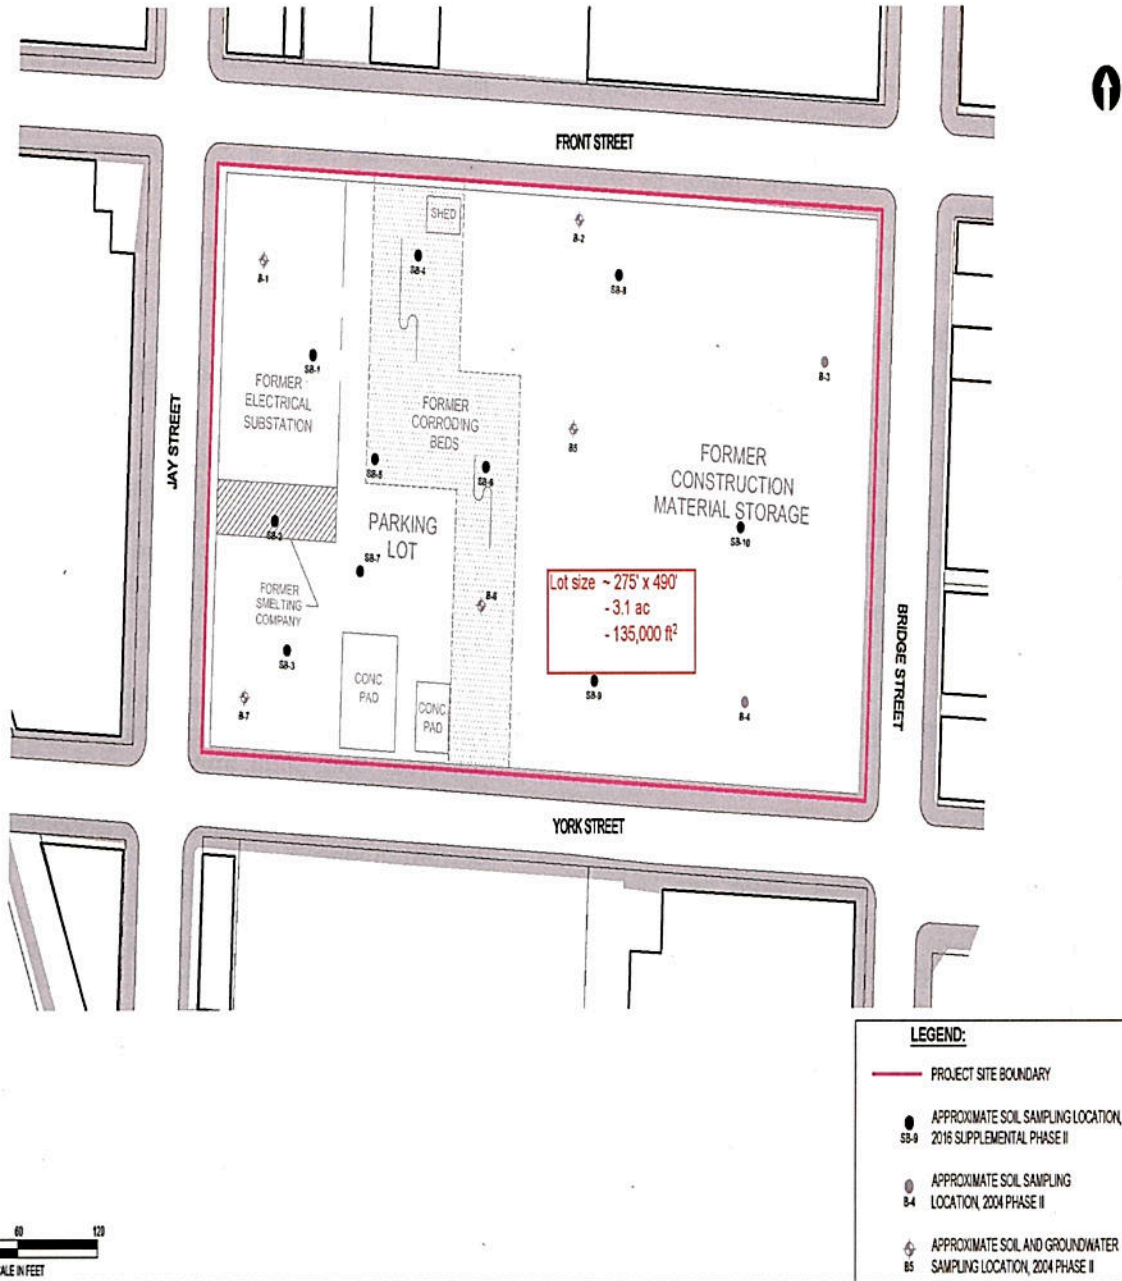 FRONT STREET
SHED
B-2
SB-4
B-1
SB-8
SB-1
B-3
FORMER
ELECTRICAL
SUBSTATION
FORMER
CORRODING
BEDS
JAY STREET
B5
FORMER
CONSTRUCTION
MATERIAL STORAGE
SB-5
SB-6
PARKING
LOT
SB-2
SB-10
SB-7
Lot size ~ 275' x 490'
- 3.1 ac
- 135,000 ft²
FORMER
SMELTING
COMPANY
B-6
BRIDGE STREET
SB-3
CONC.
PAD
CONC.
PAD
SB-9
B-7
B-4
YORK STREET
LEGEND:
PROJECT SITE BOUNDARY
APPROXIMATE SOIL SAMPLING LOCATION,
SB-9 2016 SUPPLEMENTAL PHASE II
APPROXIMATE SOIL SAMPLING
B-4 LOCATION, 2004 PHASE II
APPROXIMATE SOIL AND GROUNDWATER
B5 SAMPLING LOCATION, 2004 PHASE II
60 120
ALE IN FEET